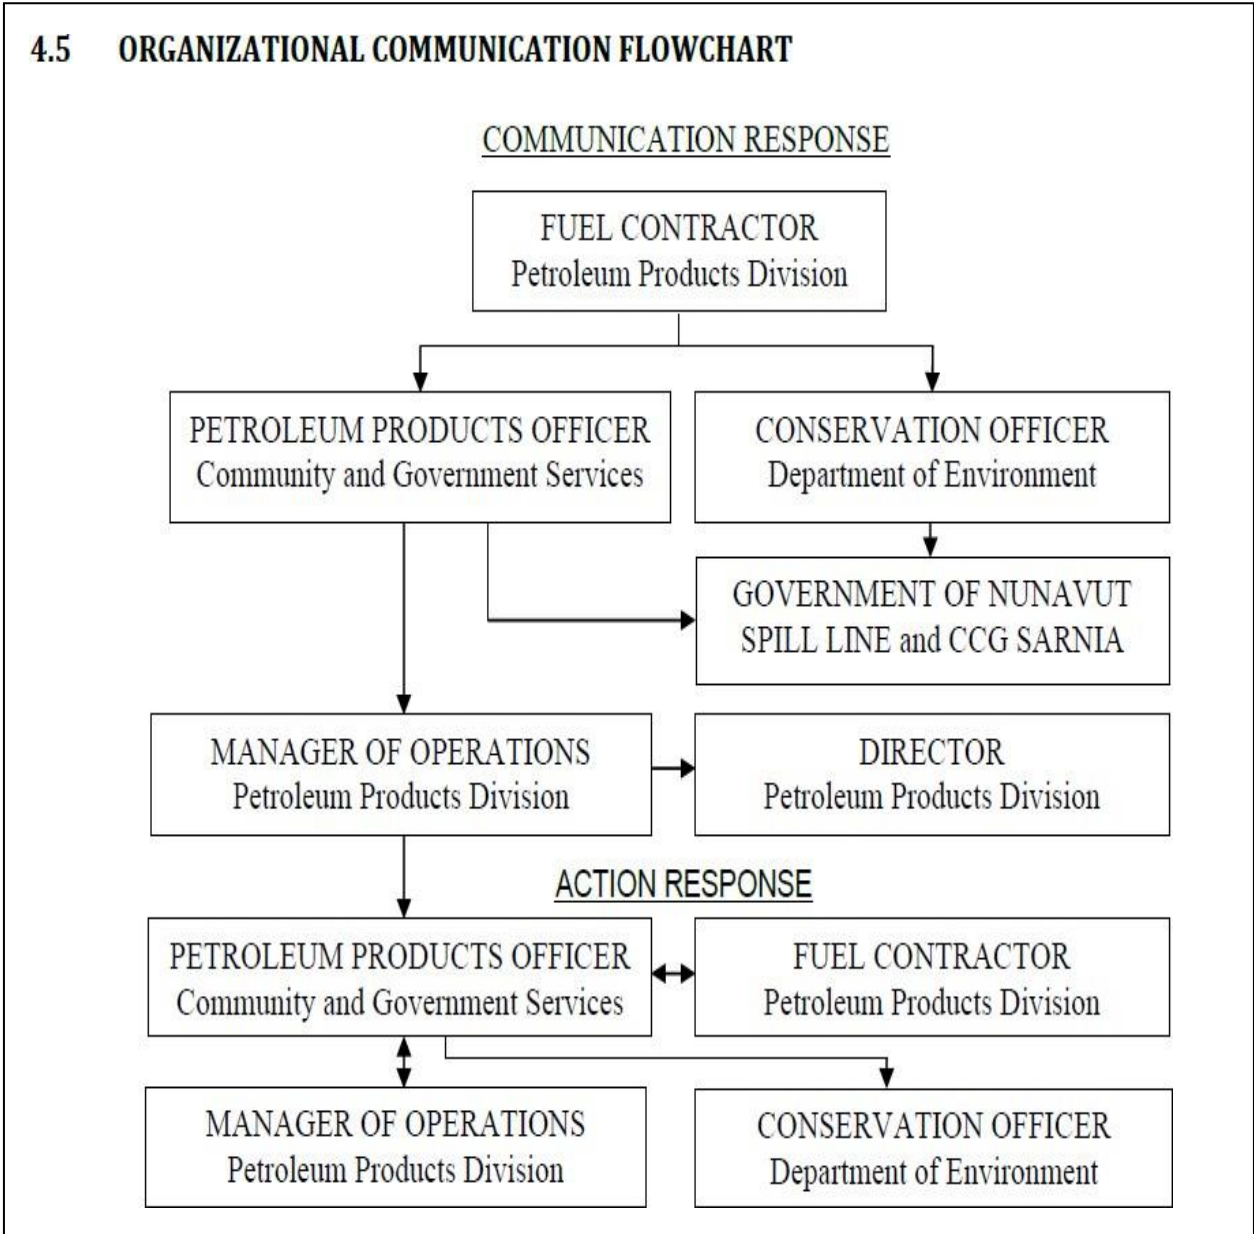 4.5 ORGANIZATIONAL COMMUNICATION FLOWCHART
COMMUNICATION RESPONSE
FUEL CONTRACTOR
Petroleum Products Division
PETROLEUM PRODUCTS OFFICER
Community and Government Services
CONSERVATION OFFICER
Department of Environment
GOVERNMENT OF NUNAVUT
SPILL LINE and CCG SARNIA
MANAGER OF OPERATIONS
Petroleum Products Division
DIRECTOR
Petroleum Products Division
ACTION RESPONSE
PETROLEUM PRODUCTS OFFICER
Community and Government Services
FUEL CONTRACTOR
Petroleum Products Division
MANAGER OF OPERATIONS
Petroleum Products Division
CONSERVATION OFFICER
Department of Environment